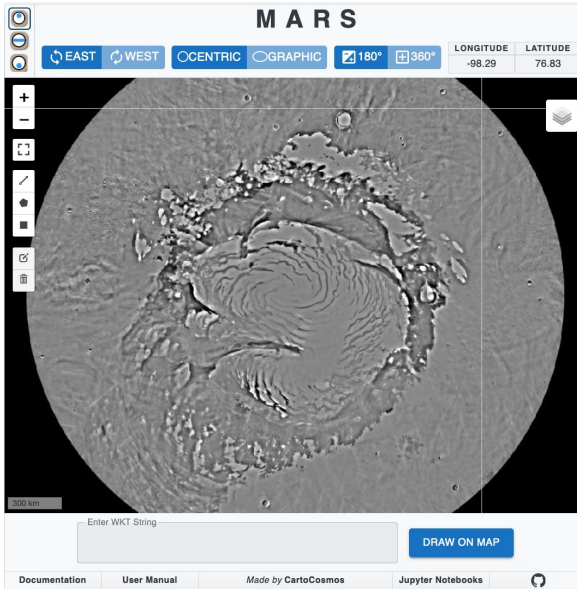 MARS
EAST
WEST
CENTRIC
GRAPHIC
180°
360°
LONGITUDE
LATITUDE
-98.29
76.83
+
−
300 km
Enter WKT String
DRAW ON MAP
Documentation
User Manual
Made by CartoCosmos
Jupyter Notebooks